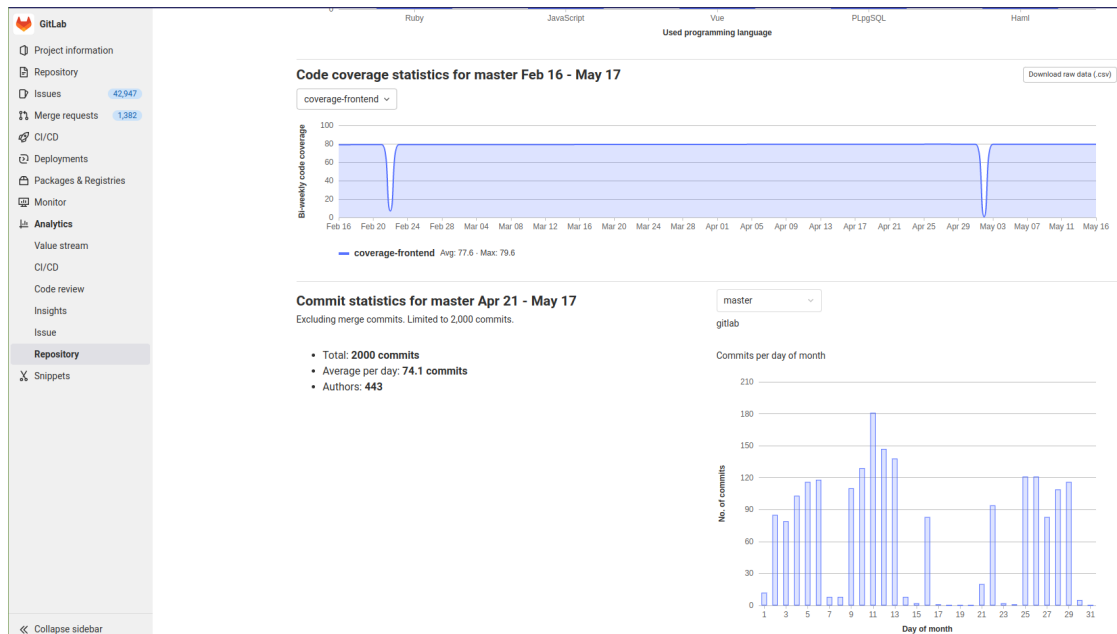 GitLab
Project information
Repository
Issues 42,947
Merge requests 1,382
CI/CD
Deployments
Packages & Registries
Monitor
Analytics
Value stream
CI/CD
Code review
Insights
Issue
Repository
Snippets
Collapse sidebar
0
Ruby JavaScript Vue PLpgSQL Haml
Used programming language
Code coverage statistics for master Feb 16 - May 17
Download raw data (.csv)
coverage-frontend
Bi-weekly code coverage
100
80
60
40
20
0
Feb 16 Feb 20 Feb 24 Feb 28 Mar 04 Mar 08 Mar 12 Mar 16 Mar 20 Mar 24 Mar 28 Apr 01 Apr 05 Apr 09 Apr 13 Apr 17 Apr 21 Apr 25 Apr 29 May 03 May 07 May 11 May 16
coverage-frontend Avg: 77.6 · Max: 79.6
Commit statistics for master Apr 21 - May 17
Excluding merge commits. Limited to 2,000 commits.
Total: 2000 commits
Average per day: 74.1 commits
Authors: 443
master
gitlab
Commits per day of month
No. of commits
210
180
150
120
90
60
30
0
1 3 5 7 9 11 13 15 17 19 21 23 25 27 29 31
Day of month